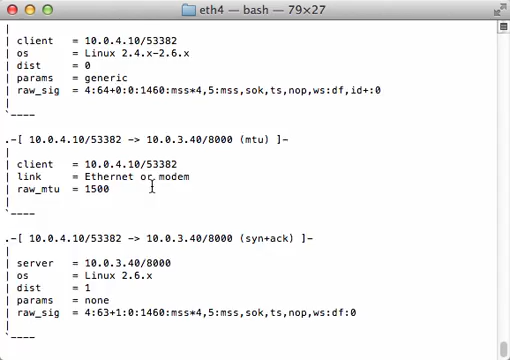 eth4 — bash — 79×27
|
| client   = 10.0.4.10/53382
| os       = Linux 2.4.x-2.6.x
| dist     = 0
| params   = generic
| raw_sig  = 4:64+0:0:1460:mss*4,5:mss,sok,ts,nop,ws:df,id+:0
|
`----
.-[ 10.0.4.10/53382 -> 10.0.3.40/8000 (mtu) ]-
|
| client   = 10.0.4.10/53382
| link     = Ethernet or modem
| raw_mtu  = 1500
|
`----
.-[ 10.0.4.10/53382 -> 10.0.3.40/8000 (syn+ack) ]-
|
| server   = 10.0.3.40/8000
| os       = Linux 2.6.x
| dist     = 1
| params   = none
| raw_sig  = 4:63+1:0:1460:mss*4,5:mss,sok,ts,nop,ws:df:0
|
`----